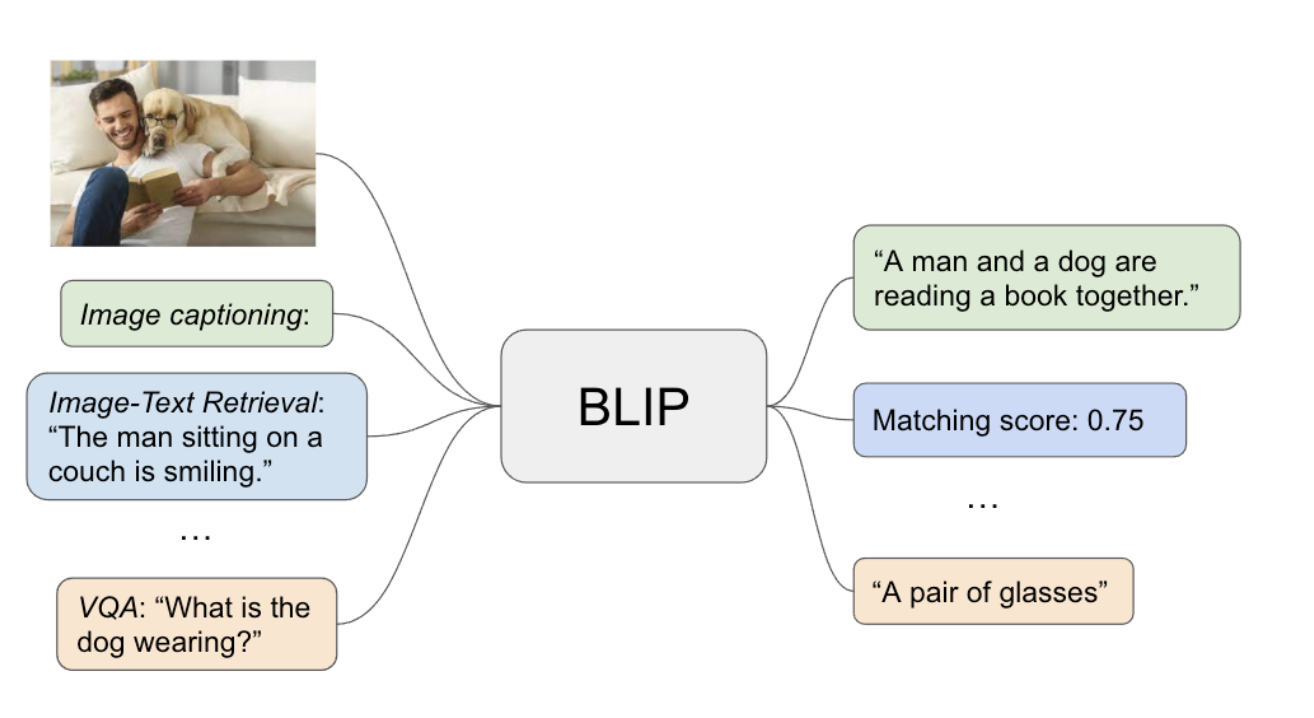 Image captioning:
Image-Text Retrieval:
“The man sitting on a
couch is smiling.”
…
VQA: “What is the
dog wearing?”
BLIP
“A man and a dog are
reading a book together.”
Matching score: 0.75
…
“A pair of glasses”